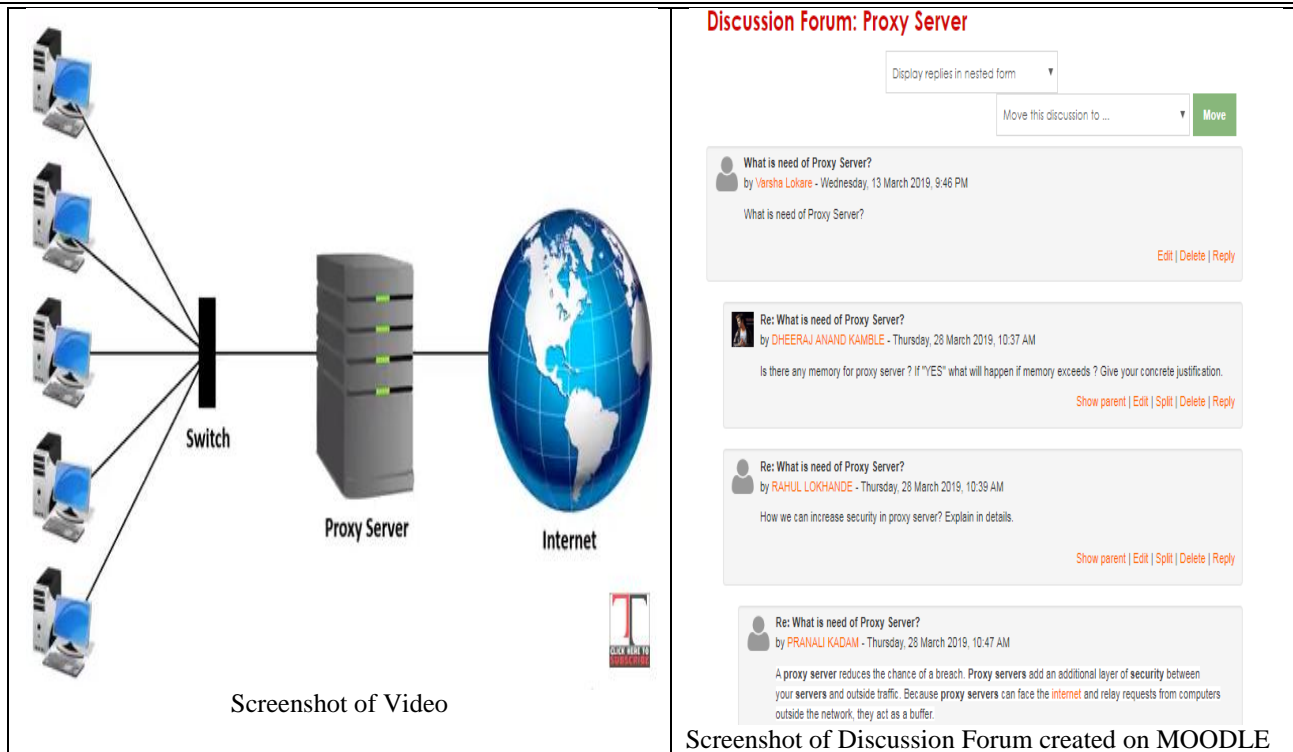 Switch
Proxy Server
Internet
CLICK HERE TO
SUBSCRIBE
Screenshot of Video
Discussion Forum: Proxy Server
Display replies in nested form
Move this discussion to ...
Move
What is need of Proxy Server?
by Varsha Lokare - Wednesday, 13 March 2019, 9:46 PM
What is need of Proxy Server?
Edit | Delete | Reply
Re: What is need of Proxy Server?
by DHEERAJ ANAND KAMBLE - Thursday, 28 March 2019, 10:37 AM
Is there any memory for proxy server ? If "YES" what will happen if memory exceeds ? Give your concrete justification.
Show parent | Edit | Split | Delete | Reply
Re: What is need of Proxy Server?
by RAHUL LOKHANDE - Thursday, 28 March 2019, 10:39 AM
How we can increase security in proxy server? Explain in details.
Show parent | Edit | Split | Delete | Reply
Re: What is need of Proxy Server?
by PRANALI KADAM - Thursday, 28 March 2019, 10:47 AM
A proxy server reduces the chance of a breach. Proxy servers add an additional layer of security between
your servers and outside traffic. Because proxy servers can face the internet and relay requests from computers
outside the network, they act as a buffer.
Screenshot of Discussion Forum created on MOODLE